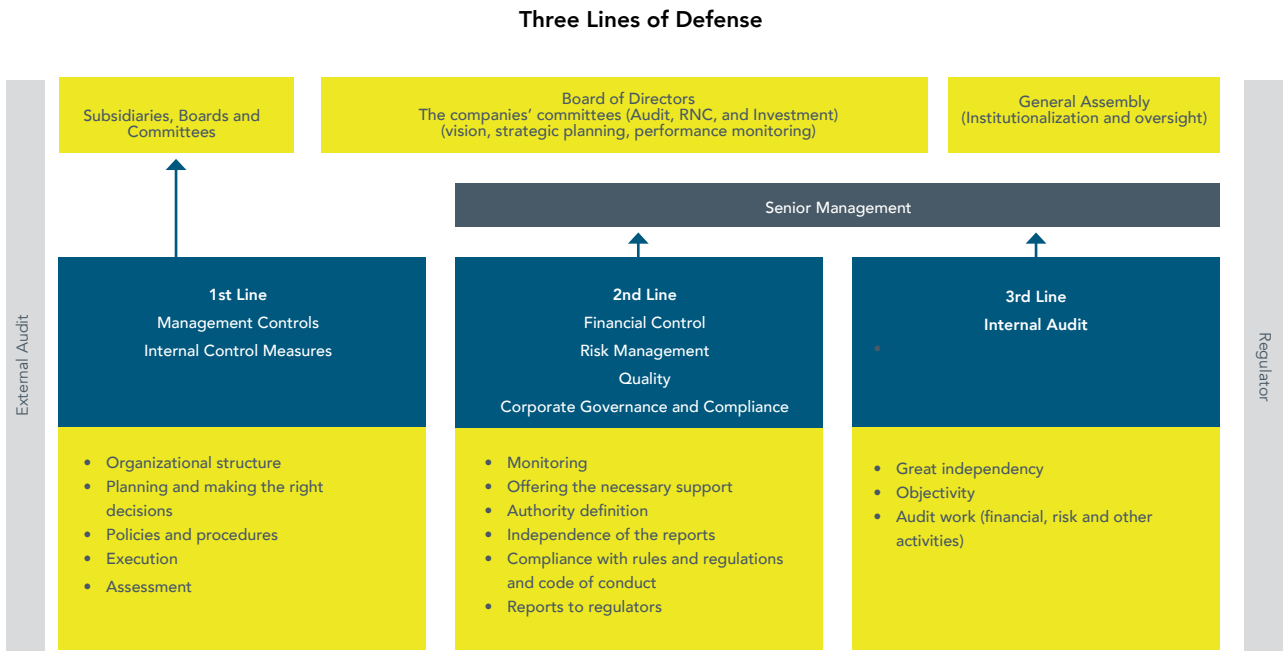 Three Lines of Defense
External Audit
Subsidiaries, Boards and
Committees
Board of Directors
The companies' committees (Audit, RNC, and Investment)
(vision, strategic planning, performance monitoring)
General Assembly
(Institutionalization and oversight)
Senior Management
1st Line
Management Controls
Internal Control Measures
2nd Line
Financial Control
Risk Management
Quality
Corporate Governance and Compliance
3rd Line
Internal Audit
•
• Organizational structure
• Planning and making the right
decisions
• Policies and procedures
• Execution
• Assessment
• Monitoring
• Offering the necessary support
• Authority definition
• Independence of the reports
• Compliance with rules and regulations
and code of conduct
• Reports to regulators
• Great independency
• Objectivity
• Audit work (financial, risk and other
activities)
Regulator